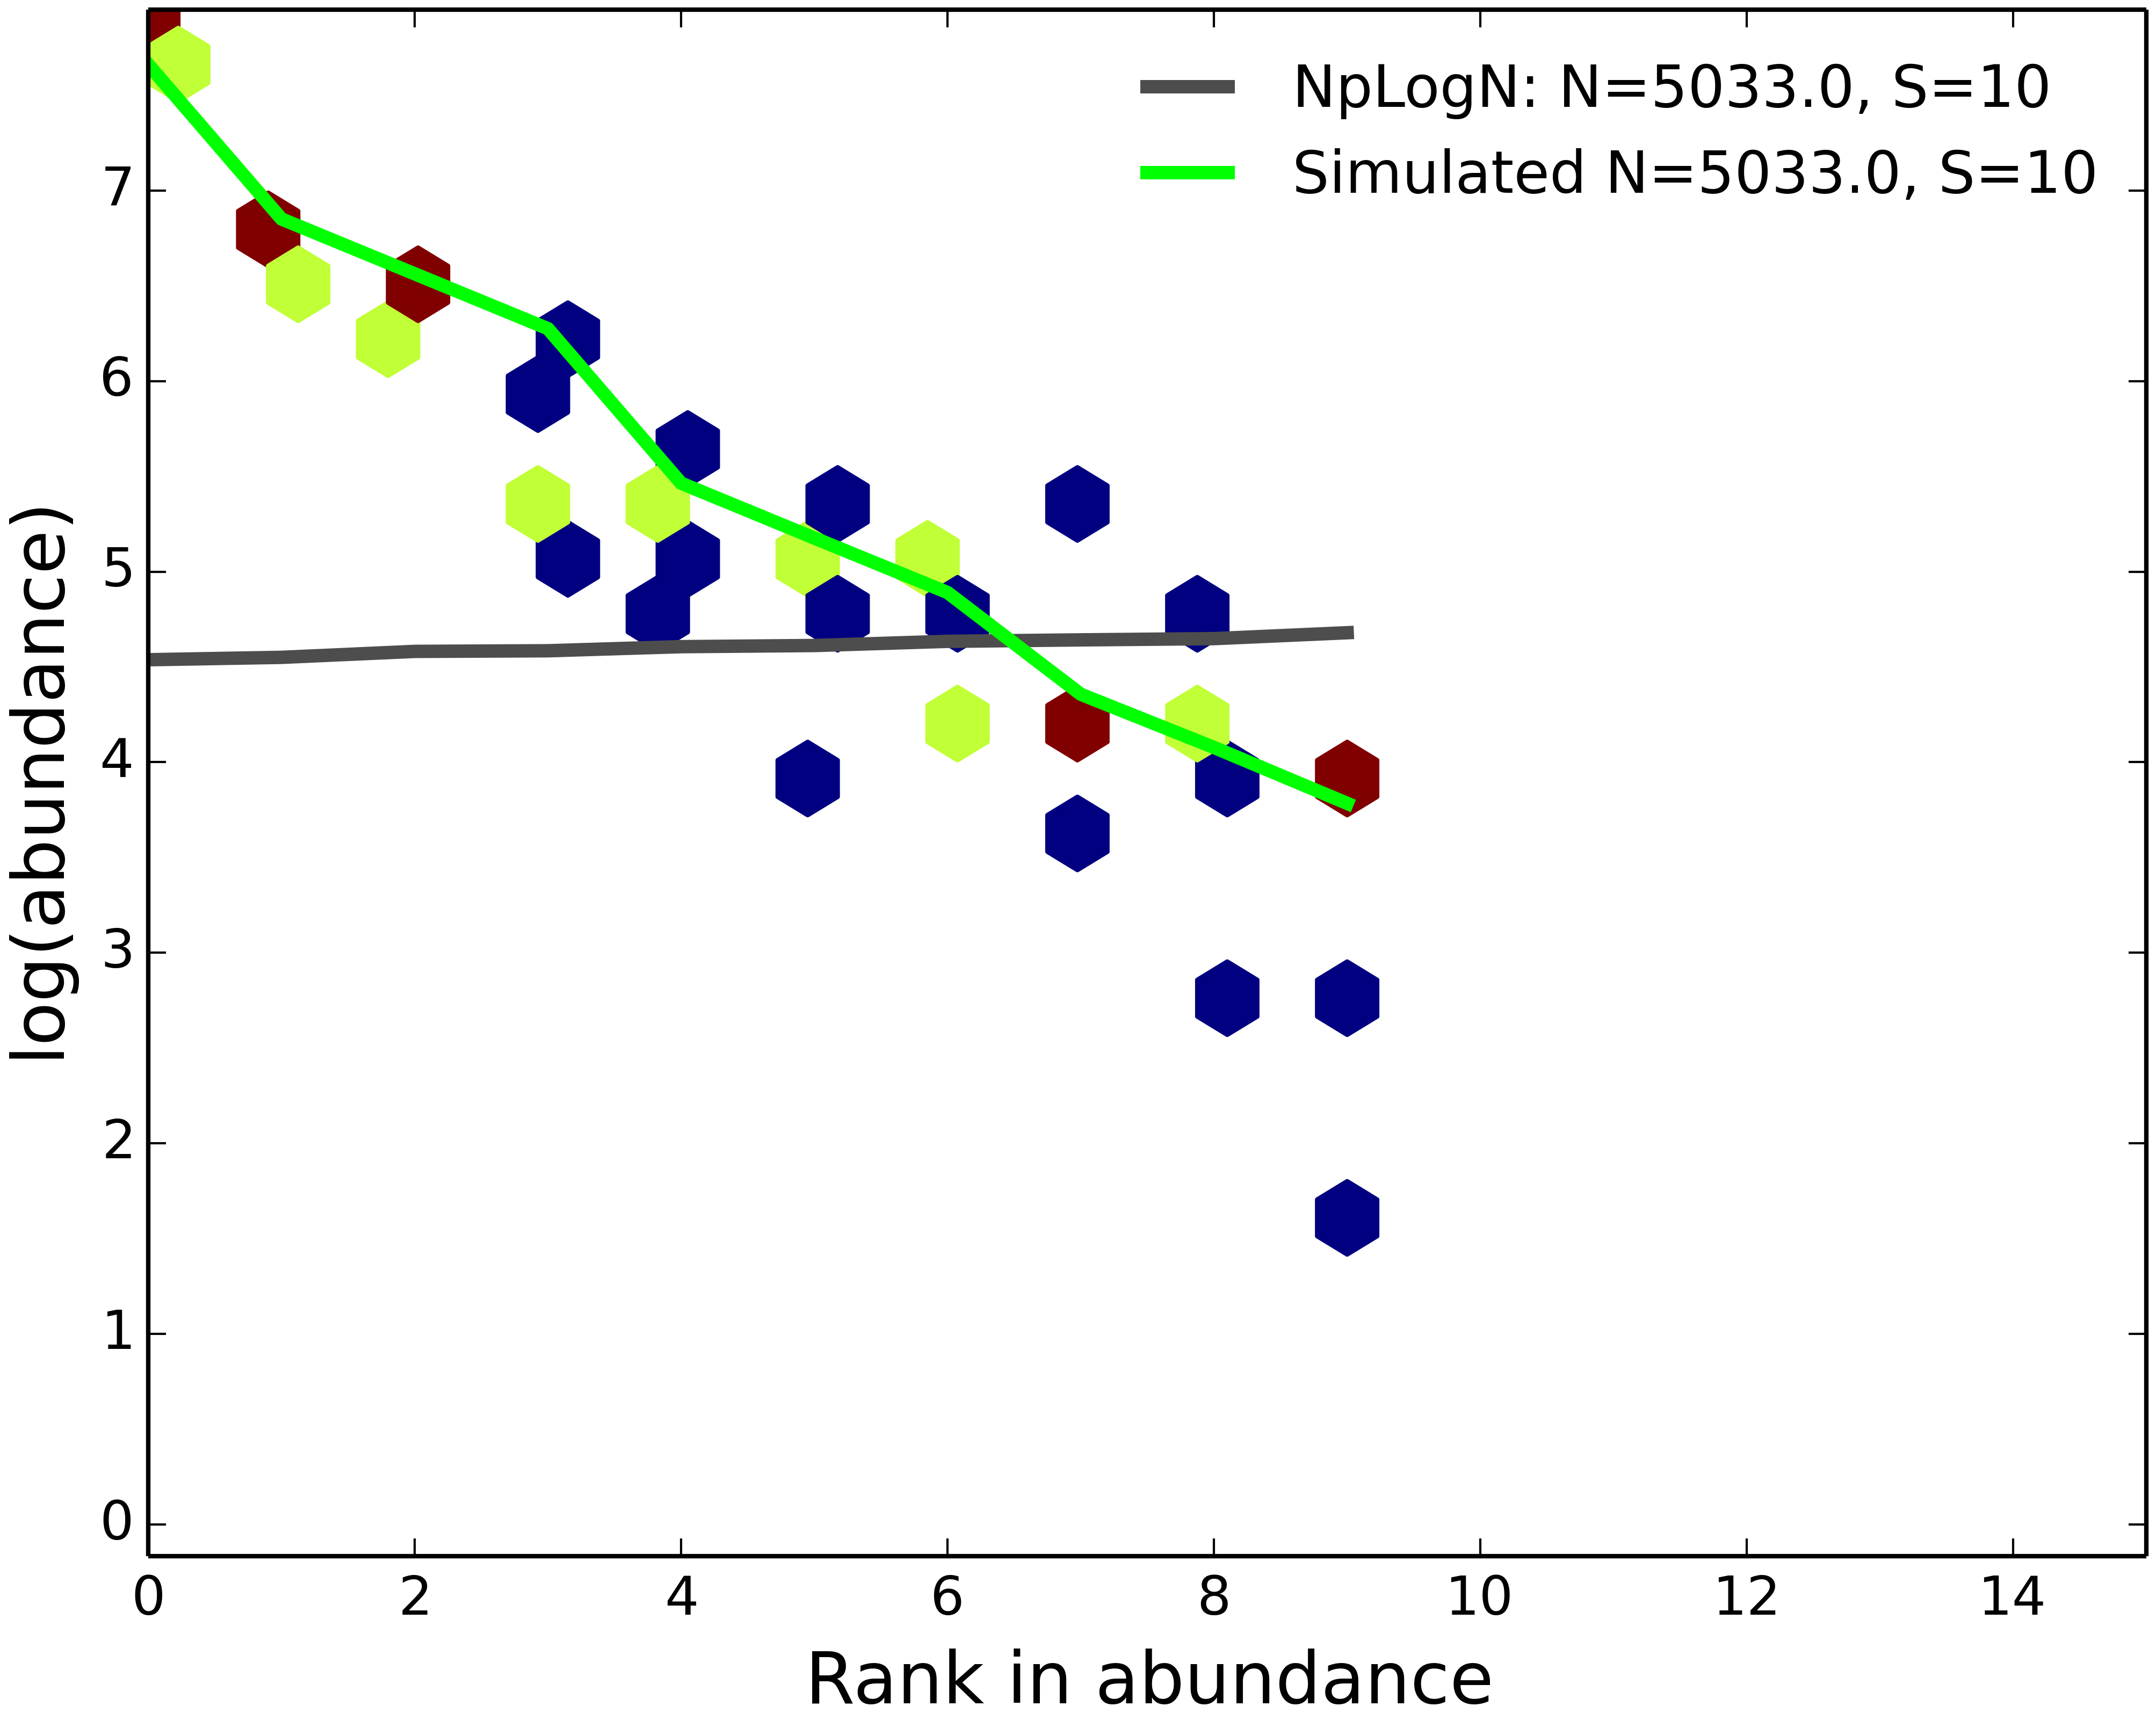 NpLogN: N=5033.0, S=10
Simulated N=5033.0, S=10
log(abundance)
7
6
5
4
3
2
1
0
0 2 4 6 8 10 12 14
Rank in abundance